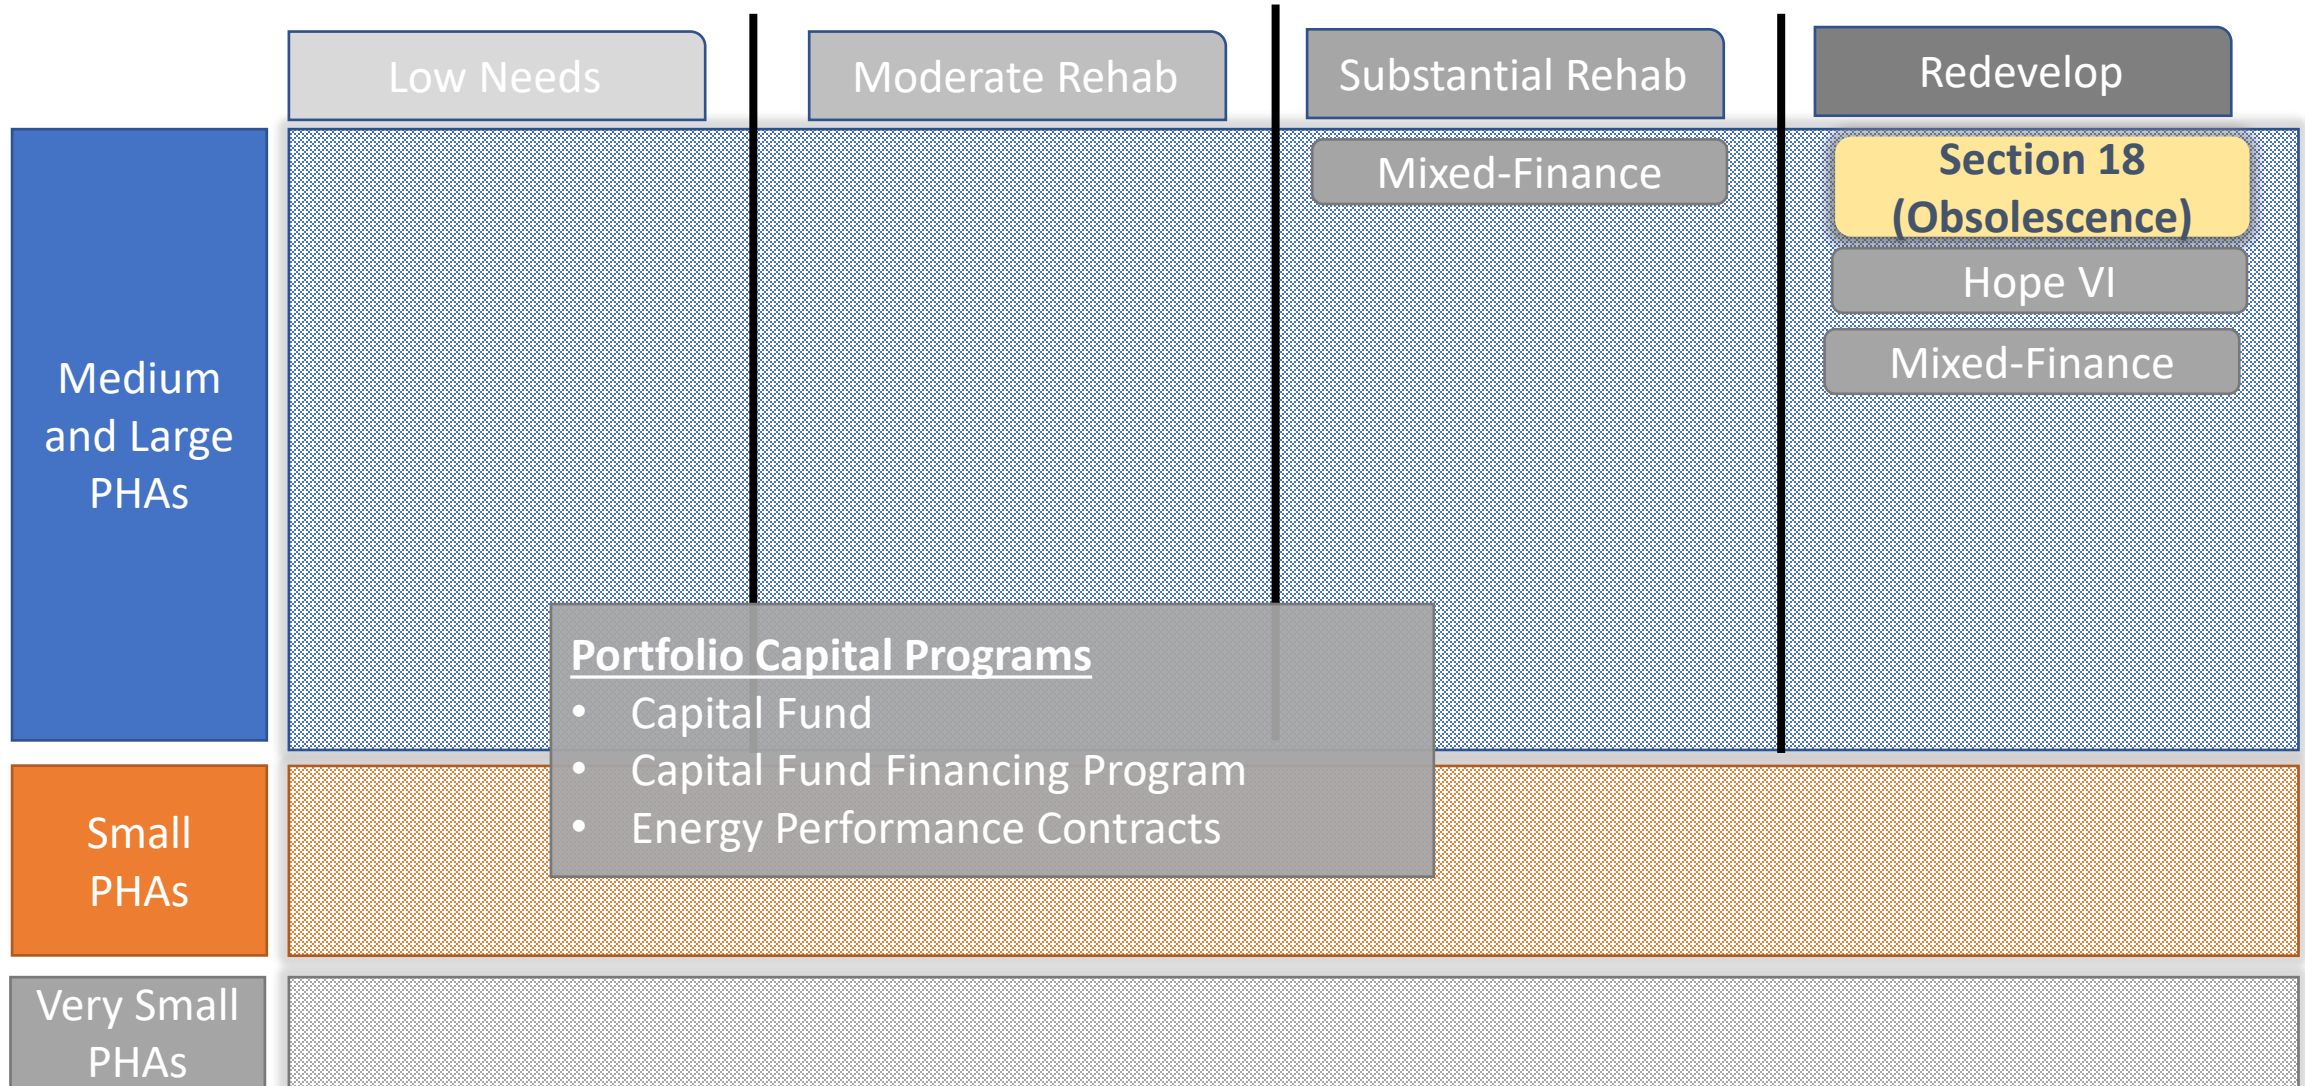 Low Needs
Moderate Rehab
Substantial Rehab
Redevelop
Medium
and Large
PHAs
Mixed-Finance
Section 18
(Obsolescence)
Hope VI
Mixed-Finance
Portfolio Capital Programs
• Capital Fund
• Capital Fund Financing Program
• Energy Performance Contracts
Small
PHAs
Very Small
PHAs